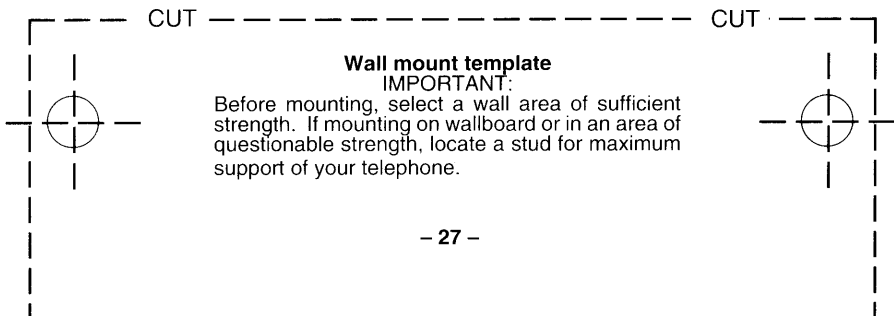 CUT CUT
Wall mount template
IMPORTANT:
Before mounting, select a wall area of sufficient
strength. If mounting on wallboard or in an area of
questionable strength, locate a stud for maximum
support of your telephone.
– 27 –